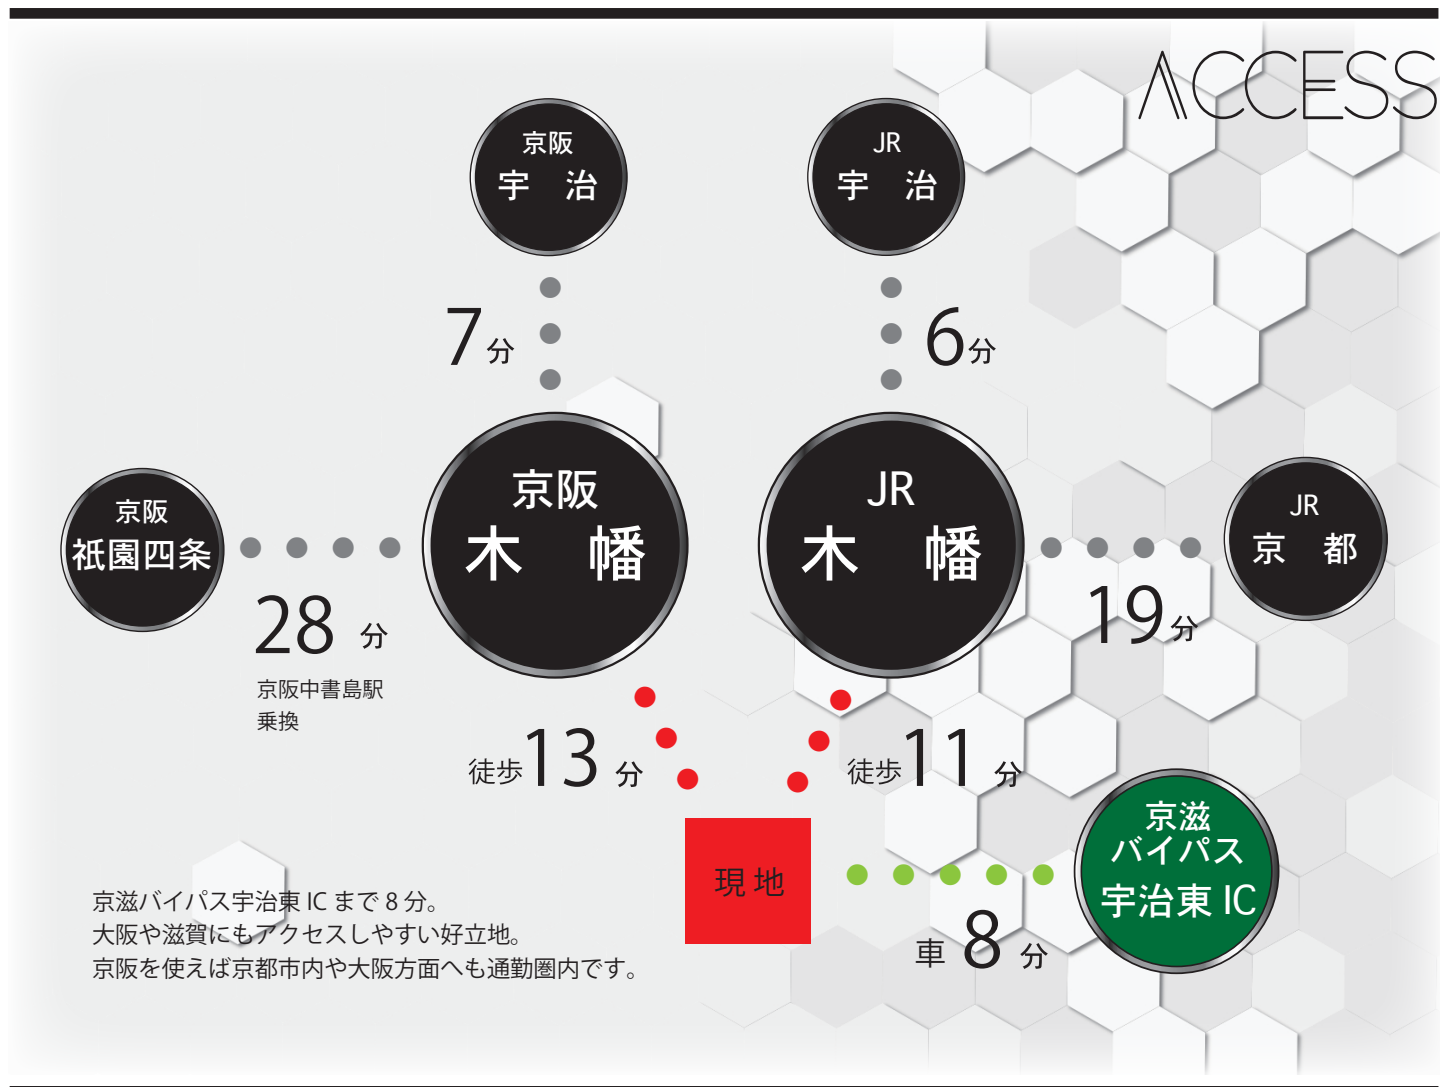 ACCESS
京阪
宇 治
JR
宇 治
7分
6分
京阪
祇園四条
京阪
木 幡
JR
木 幡
JR
京 都
28 分
京阪中書島駅
乗換
19分
徒歩13 分
徒歩11 分
現 地
京滋
バイパス
宇治東 IC
車 8 分
京滋バイパス宇治東 IC まで 8 分。
大阪や滋賀にもアクセスしやすい好立地。
京阪を使えば京都市内や大阪方面へも通勤圏内です。